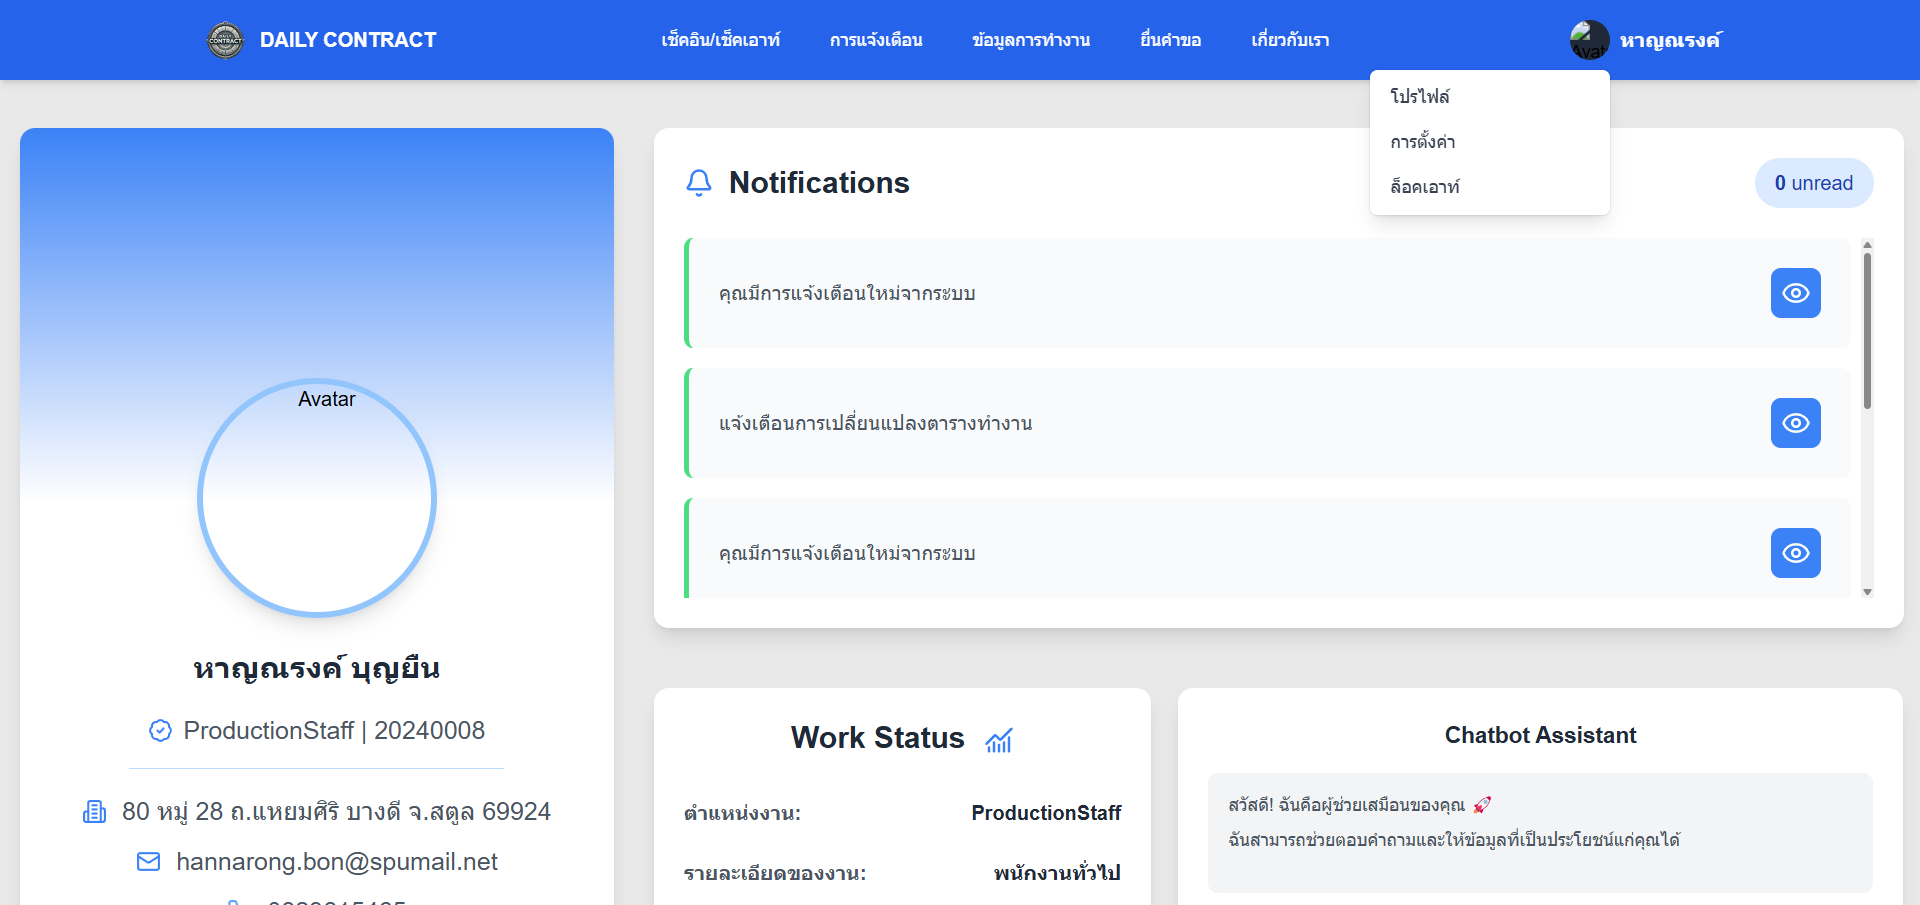 DAILY CONTRACT
เช็คอิน/เช็คเอาท์
การแจ้งเตือน
ข้อมูลการทำงาน
ยื่นคำขอ
เกี่ยวกับเรา
หาญณรงค์
โปรไฟล์
การตั้งค่า
ล็อคเอาท์
Avatar
หาญณรงค์ บุญยืน
ProductionStaff | 20240008
80 หมู่ 28 ถ.แหยมศิริ บางดี จ.สตูล 69924
hannarong.bon@spumail.net
Notifications
0 unread
คุณมีการแจ้งเตือนใหม่จากระบบ
แจ้งเตือนการเปลี่ยนแปลงตารางทำงาน
คุณมีการแจ้งเตือนใหม่จากระบบ
Work Status
ตำแหน่งงาน: ProductionStaff
รายละเอียดของงาน: พนักงานทั่วไป
Chatbot Assistant
สวัสดี! ฉันคือผู้ช่วยเสมือนของคุณ 🚀
ฉันสามารถช่วยตอบคำถามและให้ข้อมูลที่เป็นประโยชน์แก่คุณได้